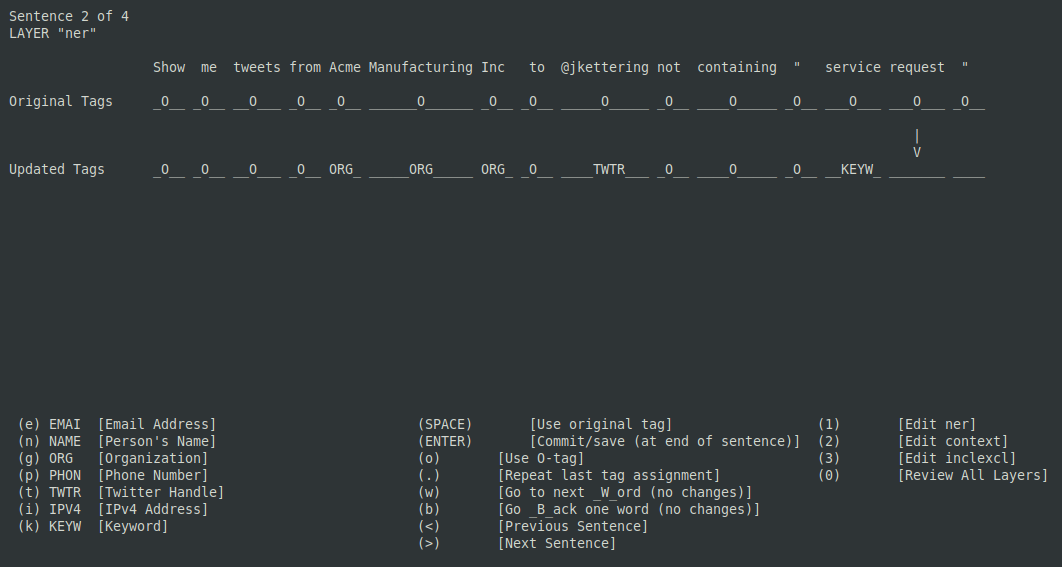 Sentence 2 of 4
LAYER "ner"
Show me tweets from Acme Manufacturing Inc to @jkettering not containing " service request "
Original Tags _O__ _O__ __O___ _O__ _O__ ______O______ _O__ _O__ _____O_____ _O__ ____O_____ _O__ ___O___ ___O___ _O__
|
V
Updated Tags _O__ _O__ __O___ _O__ ORG_ _____ORG_____ ORG_ _O__ ____TWTR___ _O__ ____O_____ _O__ __KEYW_ _______ ____
(e) EMAI [Email Address] (SPACE) [Use original tag] (1) [Edit ner]
(n) NAME [Person's Name] (ENTER) [Commit/save (at end of sentence)] (2) [Edit context]
(g) ORG [Organization] (o) [Use O-tag] (3) [Edit inclexcl]
(p) PHON [Phone Number] (.) [Repeat last tag assignment] (0) [Review All Layers]
(t) TWTR [Twitter Handle] (w) [Go to next _W_ord (no changes)]
(i) IPV4 [IPv4 Address] (b) [Go _B_ack one word (no changes)]
(k) KEYW [Keyword] (<) [Previous Sentence]
(>) [Next Sentence]